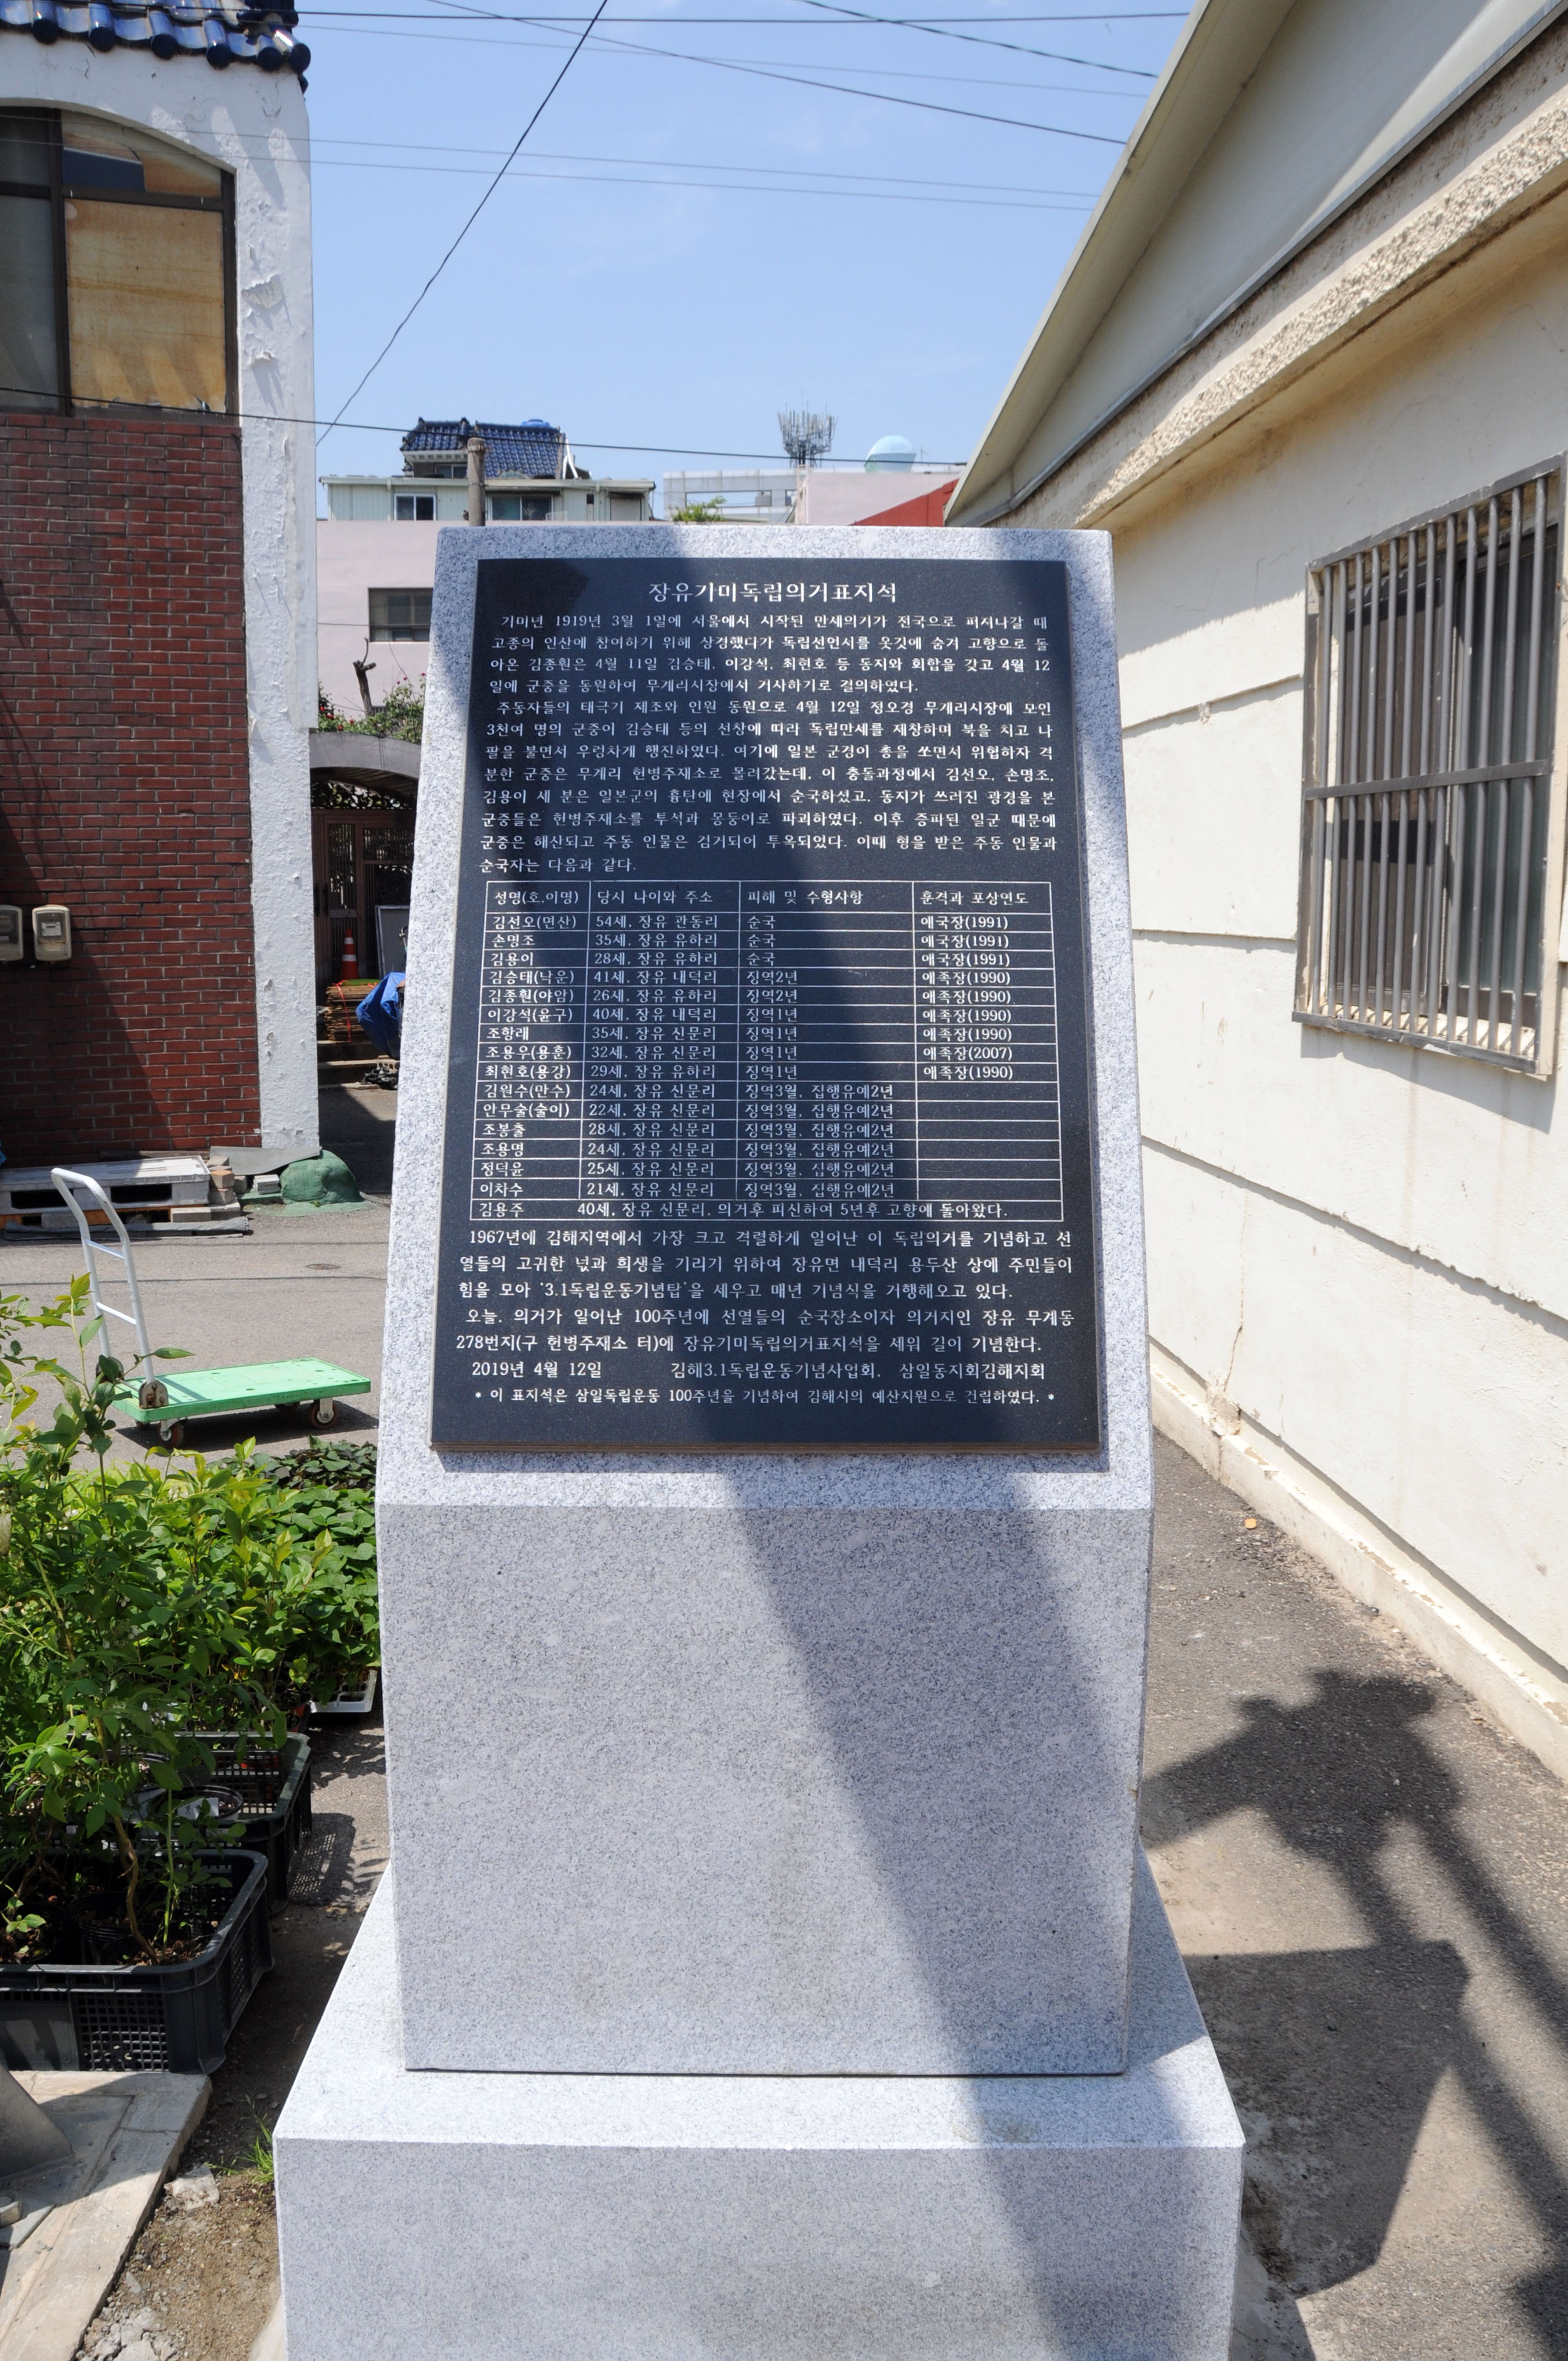 장유기미독립의거표지석
기미년 1919년 3월 1일에 서울에서 시작된 만세의기가 전국으로 퍼져나갈 때
고종의 인산에 참여하기 위해 상경했다가 독립선언서를 옷깃에 숨겨 고향으로 돌
아온 김종훤은 4월 11일 김승태, 이강석, 최현호 등 동지와 회합을 갖고 4월 12
일에 군중을 동원하여 무계리시장에서 거사하기로 결의하였다.
주동자들의 태극기 제조와 인원 동원으로 4월 12일 정오경 무계리시장에 모인
3천여 명의 군중이 김승태 등의 선창에 따라 독립만세를 제창하며 북을 치고 나
팔을 불면서 우렁차게 행진하였다. 여기에 일본 군경이 총을 쏘면서 위협하자 격
분한 군중은 무계리 헌병주재소로 몰려갔는데, 이 충돌과정에서 김선오, 손명조,
김용이 세 분은 일본군의 흉탄에 현장에서 순국하셨고, 동지가 쓰러진 광경을 본
군중들은 헌병주재소를 투석과 몽둥이로 파괴하였다. 이후 증파된 일군 때문에
군중은 해산되고 주동 인물은 검거되어 투옥되었다. 이때 형을 받은 주동 인물과
순국자는 다음과 같다.
성명(호,이명) 당시 나이와 주소 피해 및 수형사항 훈격과 포상연도
김선오(면산) 54세, 장유 관동리 순국 애국장(1991)
손명조 35세, 장유 유하리 순국 애국장(1991)
김용이 28세, 장유 유하리 순국 애국장(1991)
김승태(낙운) 41세, 장유 내덕리 징역2년 애족장(1990)
김종훤(야암) 26세, 장유 유하리 징역2년 애족장(1990)
이강석(윤구) 40세, 장유 내덕리 징역1년 애족장(1990)
조항래 35세, 장유 신문리 징역1년 애족장(1990)
조용우(용훈) 32세, 장유 신문리 징역1년 애족장(2007)
최현호(용강) 29세, 장유 유하리 징역1년 애족장(1990)
김원수(만수) 24세, 장유 신문리 징역3월, 집행유예2년
안무술(술이) 22세, 장유 신문리 징역3월, 집행유예2년
조봉출 28세, 장유 신문리 징역3월, 집행유예2년
조용명 24세, 장유 신문리 징역3월, 집행유예2년
정덕윤 25세, 장유 신문리 징역3월, 집행유예2년
이차수 21세, 장유 신문리 징역3월, 집행유예2년
김용주 40세, 장유 신문리, 의거후 피신하여 5년후 고향에 돌아왔다.
1967년에 김해지역에서 가장 크고 격렬하게 일어난 이 독립의거를 기념하고 선
열들의 고귀한 넋과 희생을 기리기 위하여 장유면 내덕리 용두산 상에 주민들이
힘을 모아 '3.1독립운동기념탑'을 세우고 매년 기념식을 거행해오고 있다.
오늘, 의거가 일어난 100주년에 선열들의 순국장소이자 의거지인 장유 무계동
278번지(구 헌병주재소 터)에 장유기미독립의거표지석을 세워 길이 기념한다.
2019년 4월 12일 김해3.1독립운동기념사업회, 삼일동지회김해지회
* 이 표지석은 삼일독립운동 100주년을 기념하여 김해시의 예산지원으로 건립하였다. *